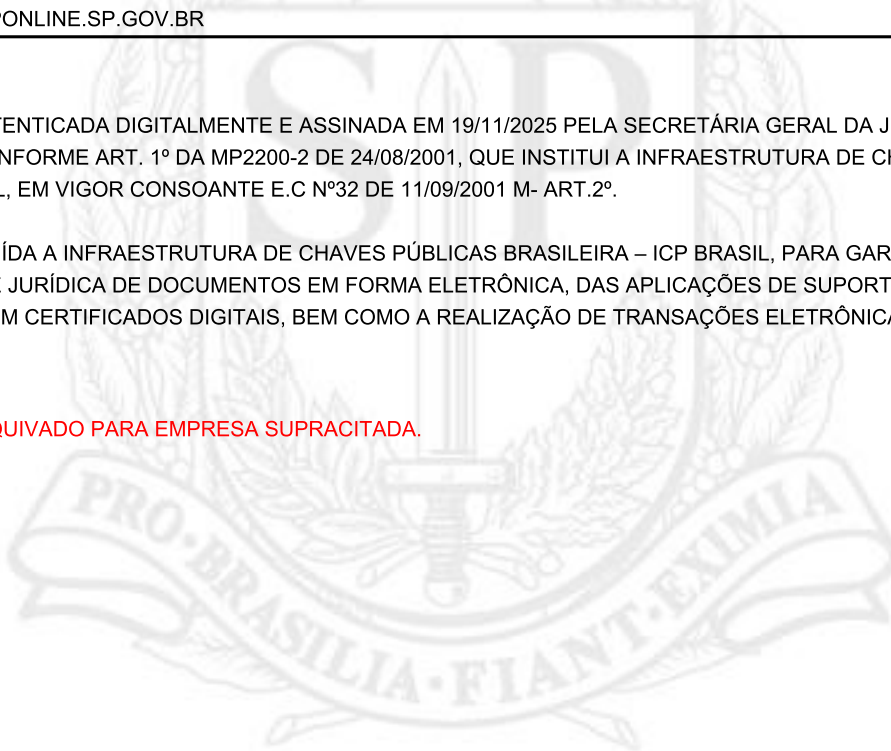 PONLINE.SP.GOV.BR
TENTICADA DIGITALMENTE E ASSINADA EM 19/11/2025 PELA SECRETÁRIA GERAL DA J
NFORME ART. 1º DA MP2200-2 DE 24/08/2001, QUE INSTITUI A INFRAESTRUTURA DE CH
L, EM VIGOR CONSOANTE E.C Nº32 DE 11/09/2001 M- ART.2º.
ÍDA A INFRAESTRUTURA DE CHAVES PÚBLICAS BRASILEIRA – ICP BRASIL, PARA GAR
E JURÍDICA DE DOCUMENTOS EM FORMA ELETRÔNICA, DAS APLICAÇÕES DE SUPORT
M CERTIFICADOS DIGITAIS, BEM COMO A REALIZAÇÃO DE TRANSAÇÕES ELETRÔNICA
QUIVADO PARA EMPRESA SUPRACITADA.
SP
PRO·BRASILIA·FIANT·EXIMIA